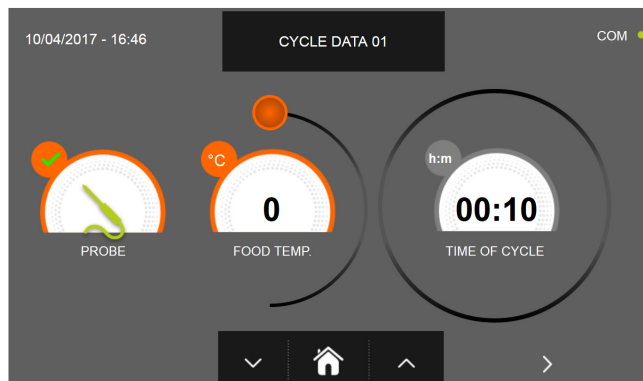 10/04/2017 - 16:46
CYCLE DATA 01
COM
°C
h:m
0
00:10
PROBE
FOOD TEMP.
TIME OF CYCLE